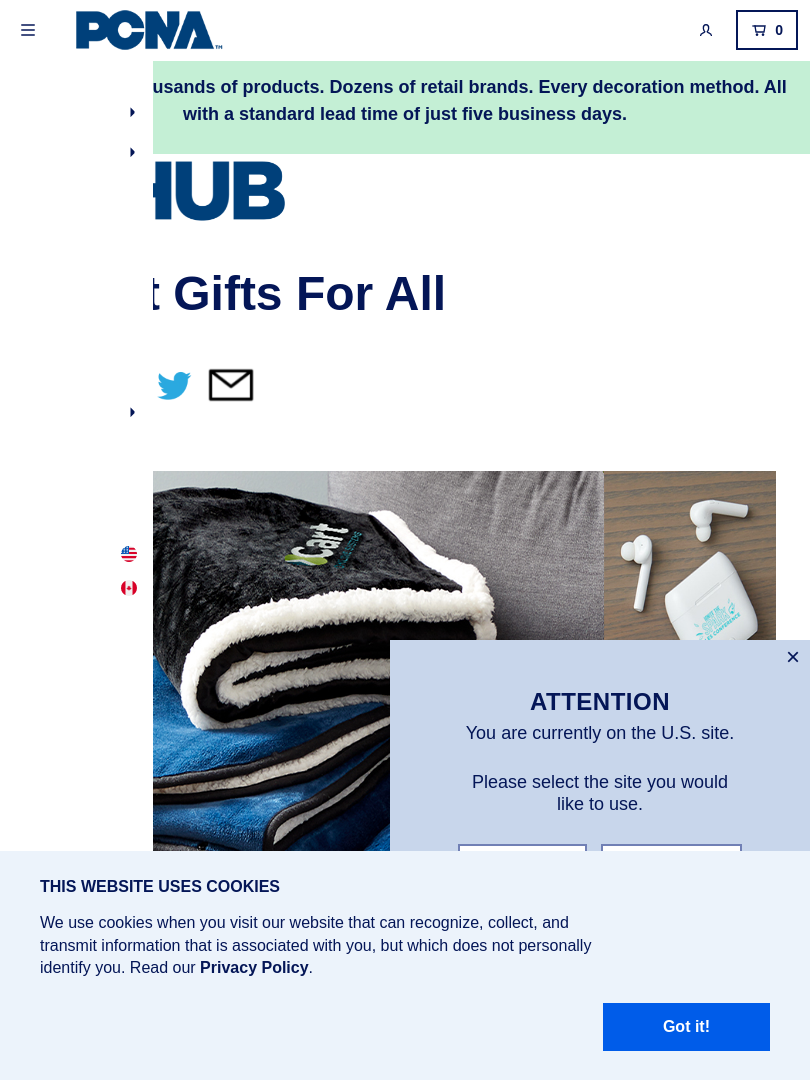 PCNA
TM
0
usands of products. Dozens of retail brands. Every decoration method. All
with a standard lead time of just five business days.
HUB
t Gifts For All
Cart
ATTENTION
You are currently on the U.S. site.
Please select the site you would
like to use.
THIS WEBSITE USES COOKIES
We use cookies when you visit our website that can recognize, collect, and
transmit information that is associated with you, but which does not personally
identify you. Read our Privacy Policy.
Got it!